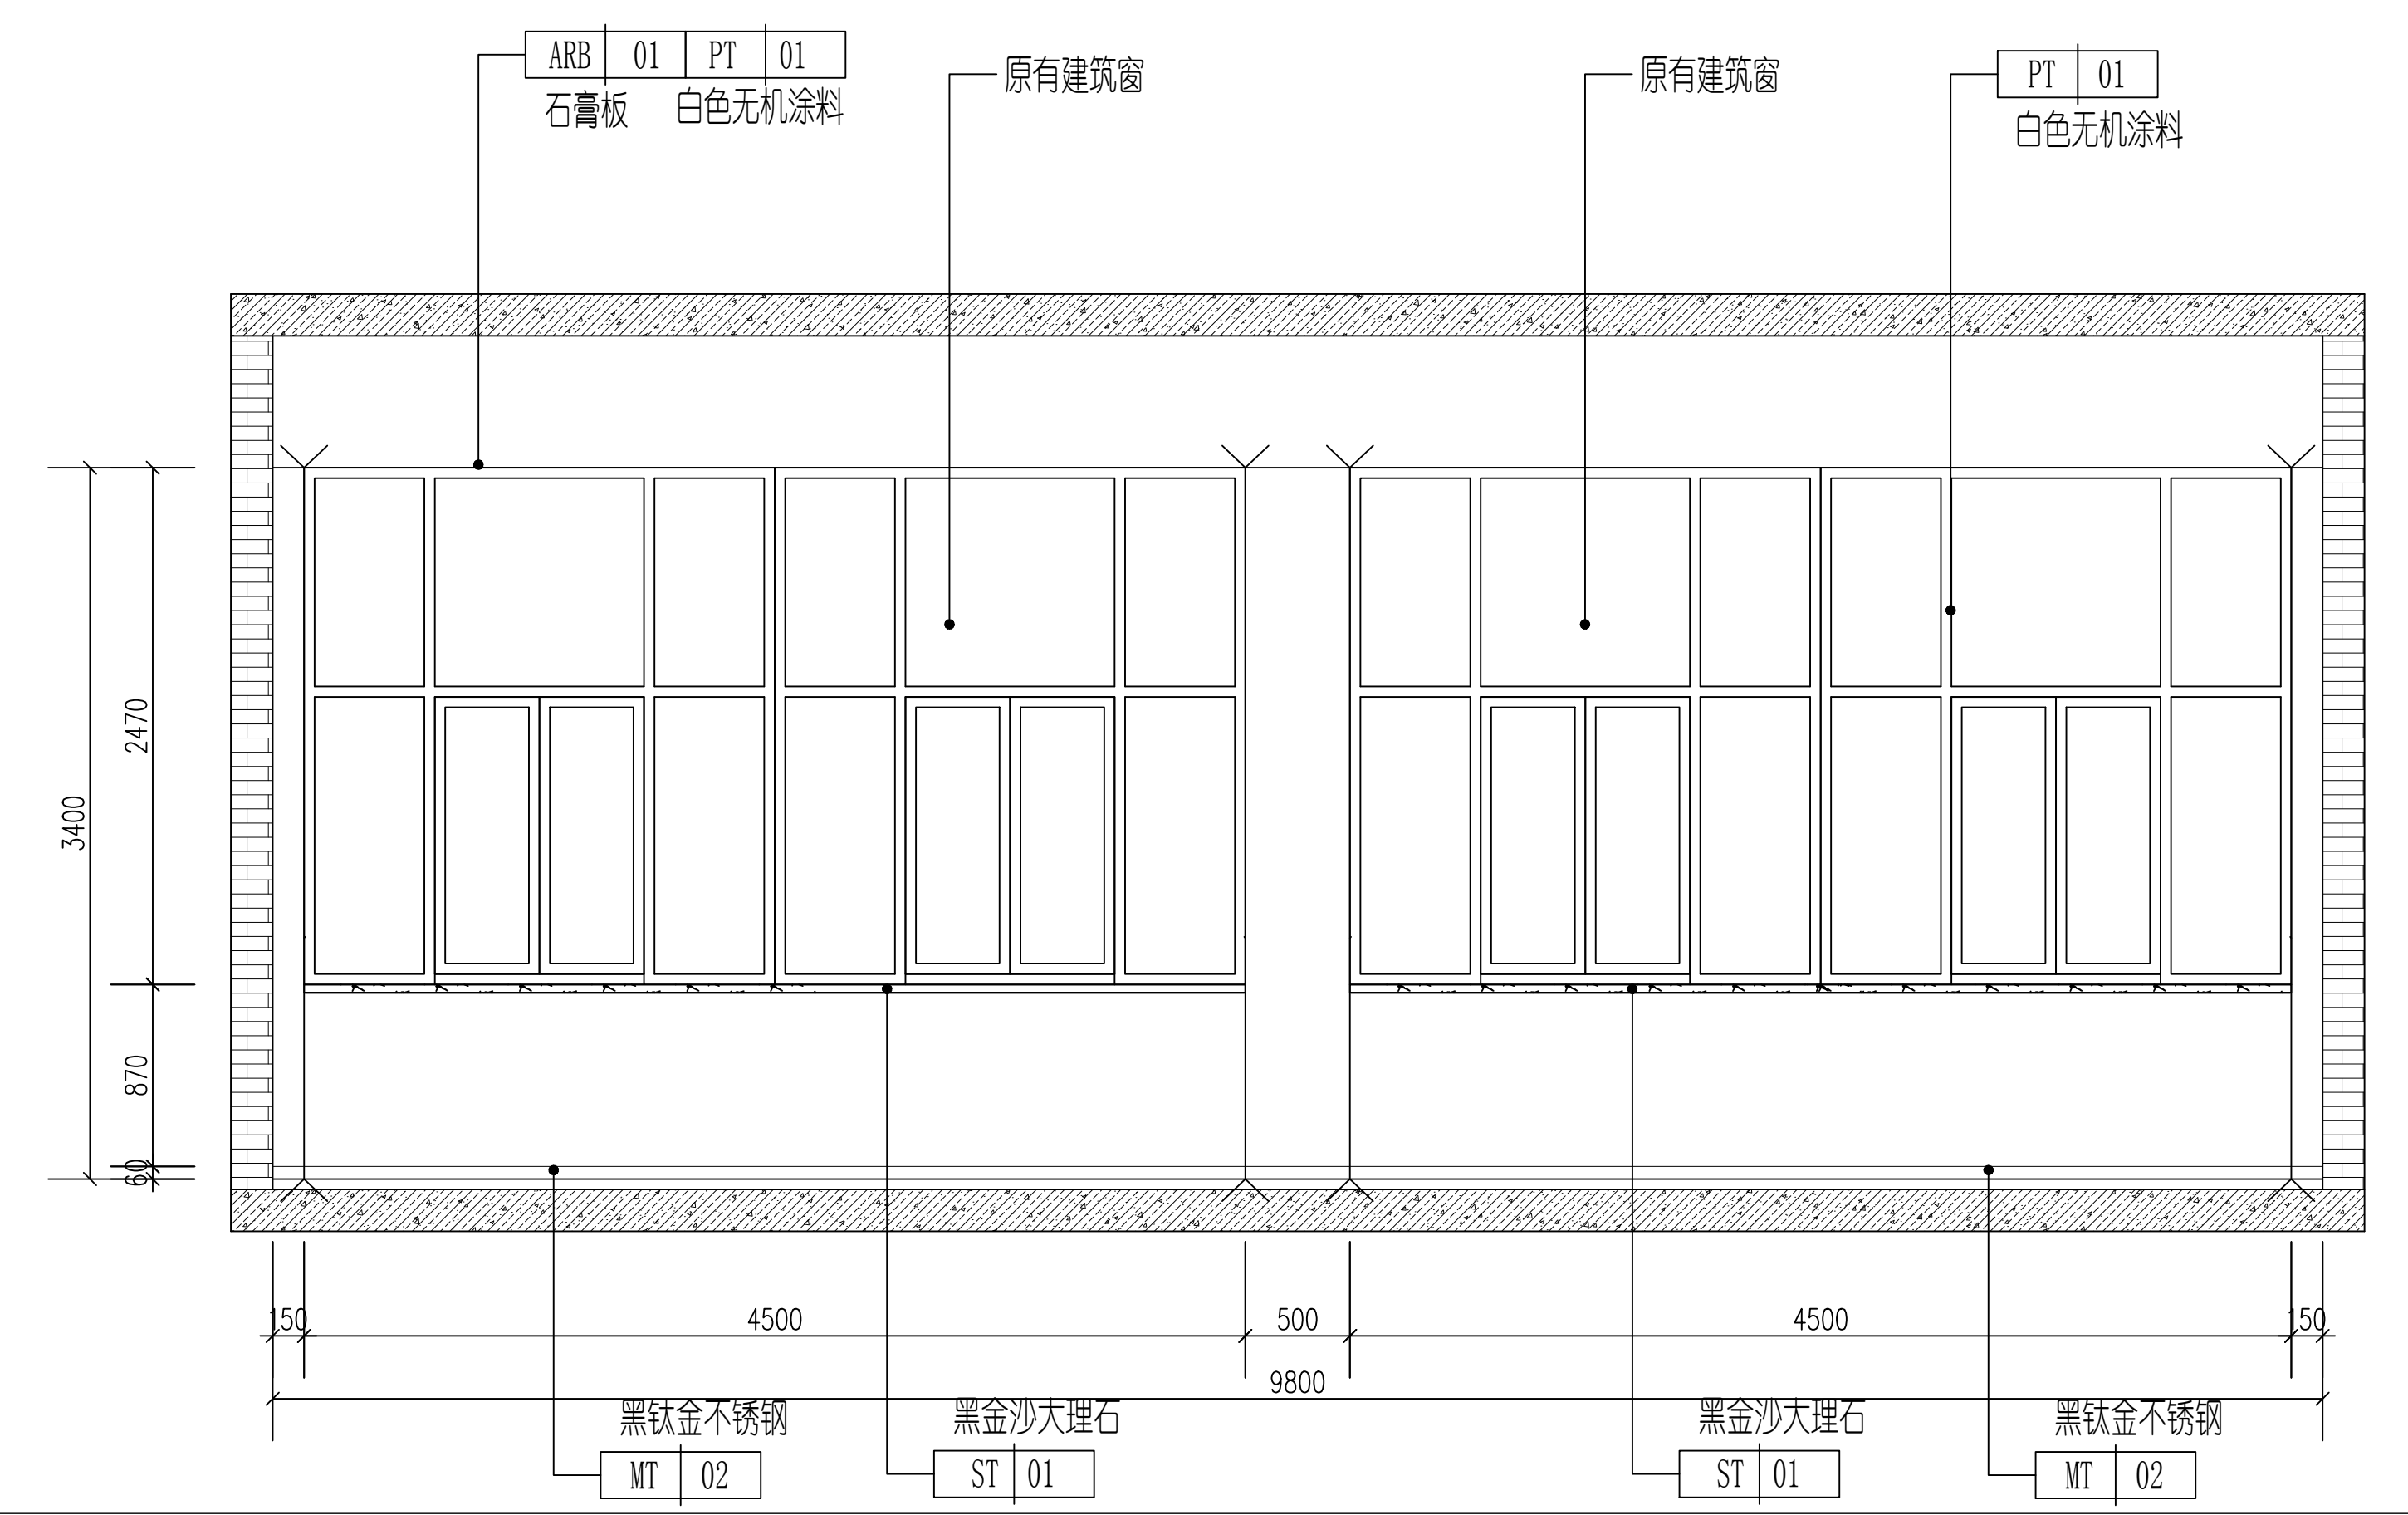 ARB 01 PT 01
石膏板 白色无机涂料
原有建筑窗
原有建筑窗
PT 01
白色无机涂料
3400
2470
870
60
150
4500
500
4500
150
9800
黑钛金不锈钢
MT 02
黑金沙大理石
ST 01
黑金沙大理石
ST 01
黑钛金不锈钢
MT 02